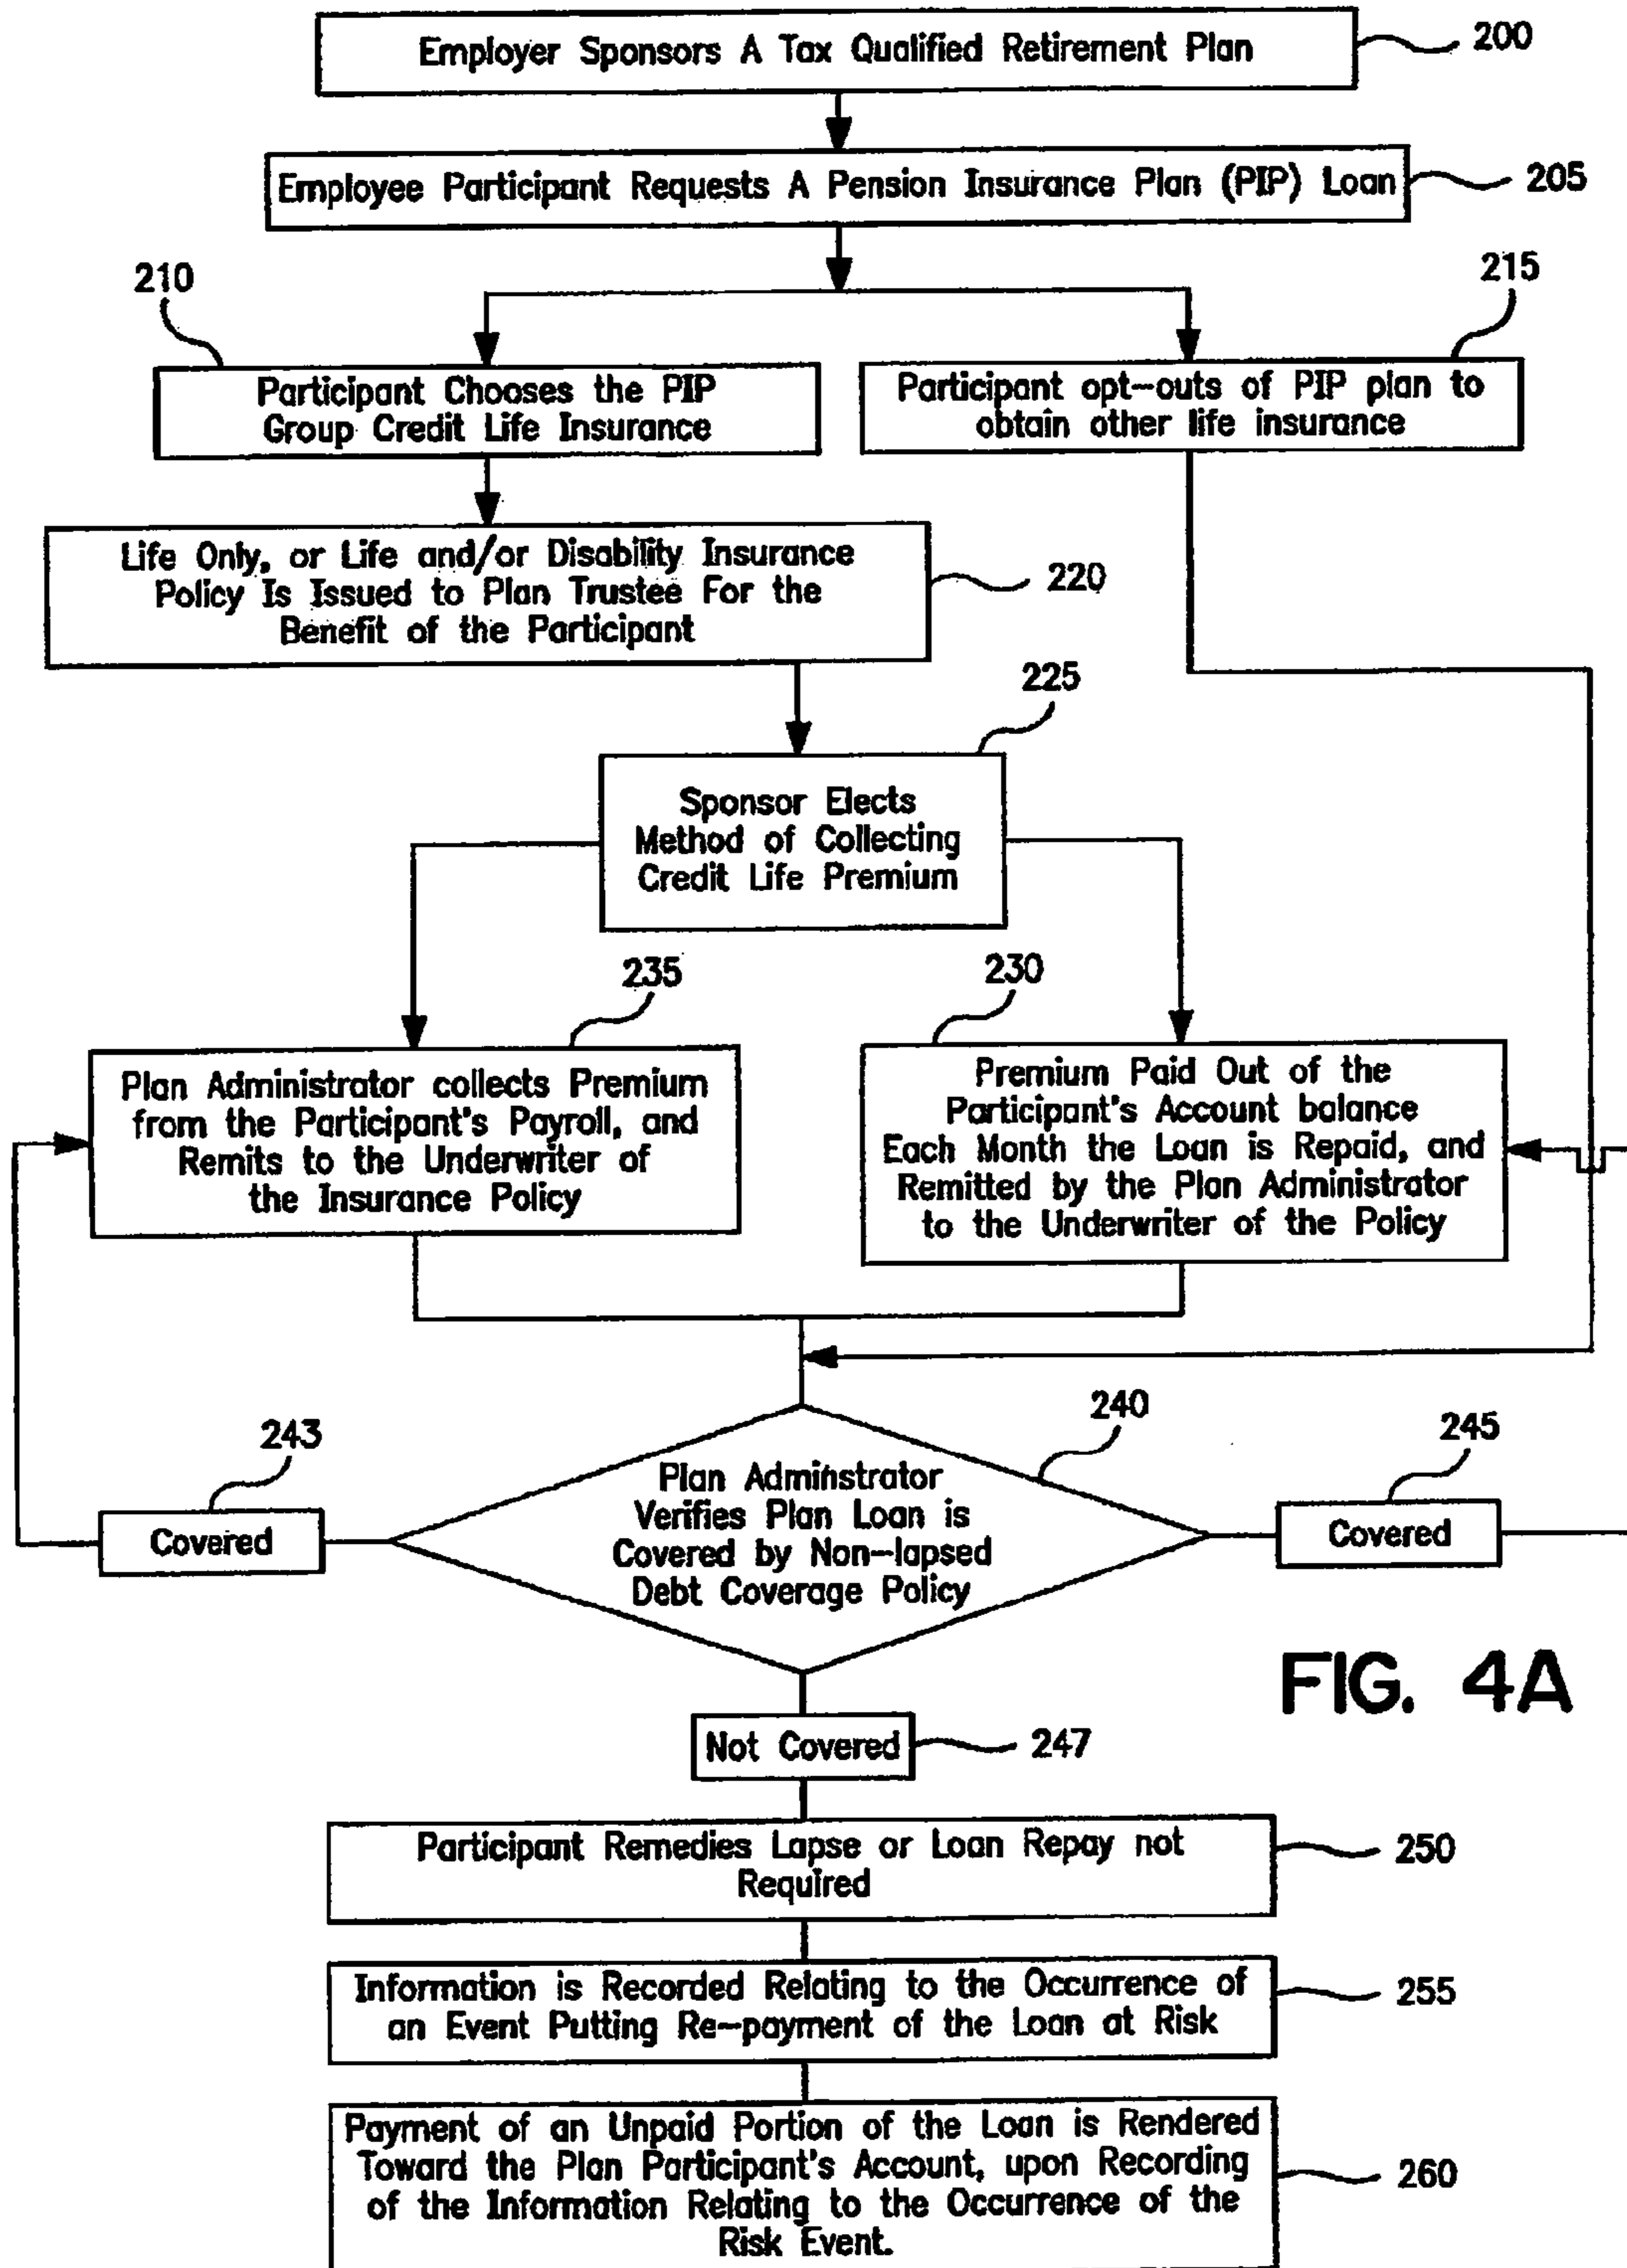 Employer Sponsors A Tax Qualified Retirement Plan
200
Employee Participant Requests A Pension Insurance Plan (PIP) Loan
205
210
215
Participant Chooses the PIP
Group Credit Life Insurance
Participant opt-outs of PIP plan to
obtain other life insurance
Life Only, or Life and/or Disability Insurance
Policy Is Issued to Plan Trustee For the
Benefit of the Participant
220
225
Sponsor Elects
Method of Collecting
Credit Life Premium
235
230
Plan Administrator collects Premium
from the Participant's Payroll, and
Remits to the Underwriter of
the Insurance Policy
Premium Paid Out of the
Participant's Account balance
Each Month the Loan is Repaid, and
Remitted by the Plan Administrator
to the Underwriter of the Policy
243
240
245
Covered
Plan Adminstrator
Verifies Plan Loan is
Covered by Non-lapsed
Debt Coverage Policy
Covered
FIG. 4A
Not Covered
247
Participant Remedies Lapse or Loan Repay not
Required
250
Information is Recorded Relating to the Occurrence of
an Event Putting Re-payment of the Loan at Risk
255
Payment of an Unpaid Portion of the Loan is Rendered
Toward the Plan Participant's Account, upon Recording
of the Information Relating to the Occurrence of the
Risk Event.
260